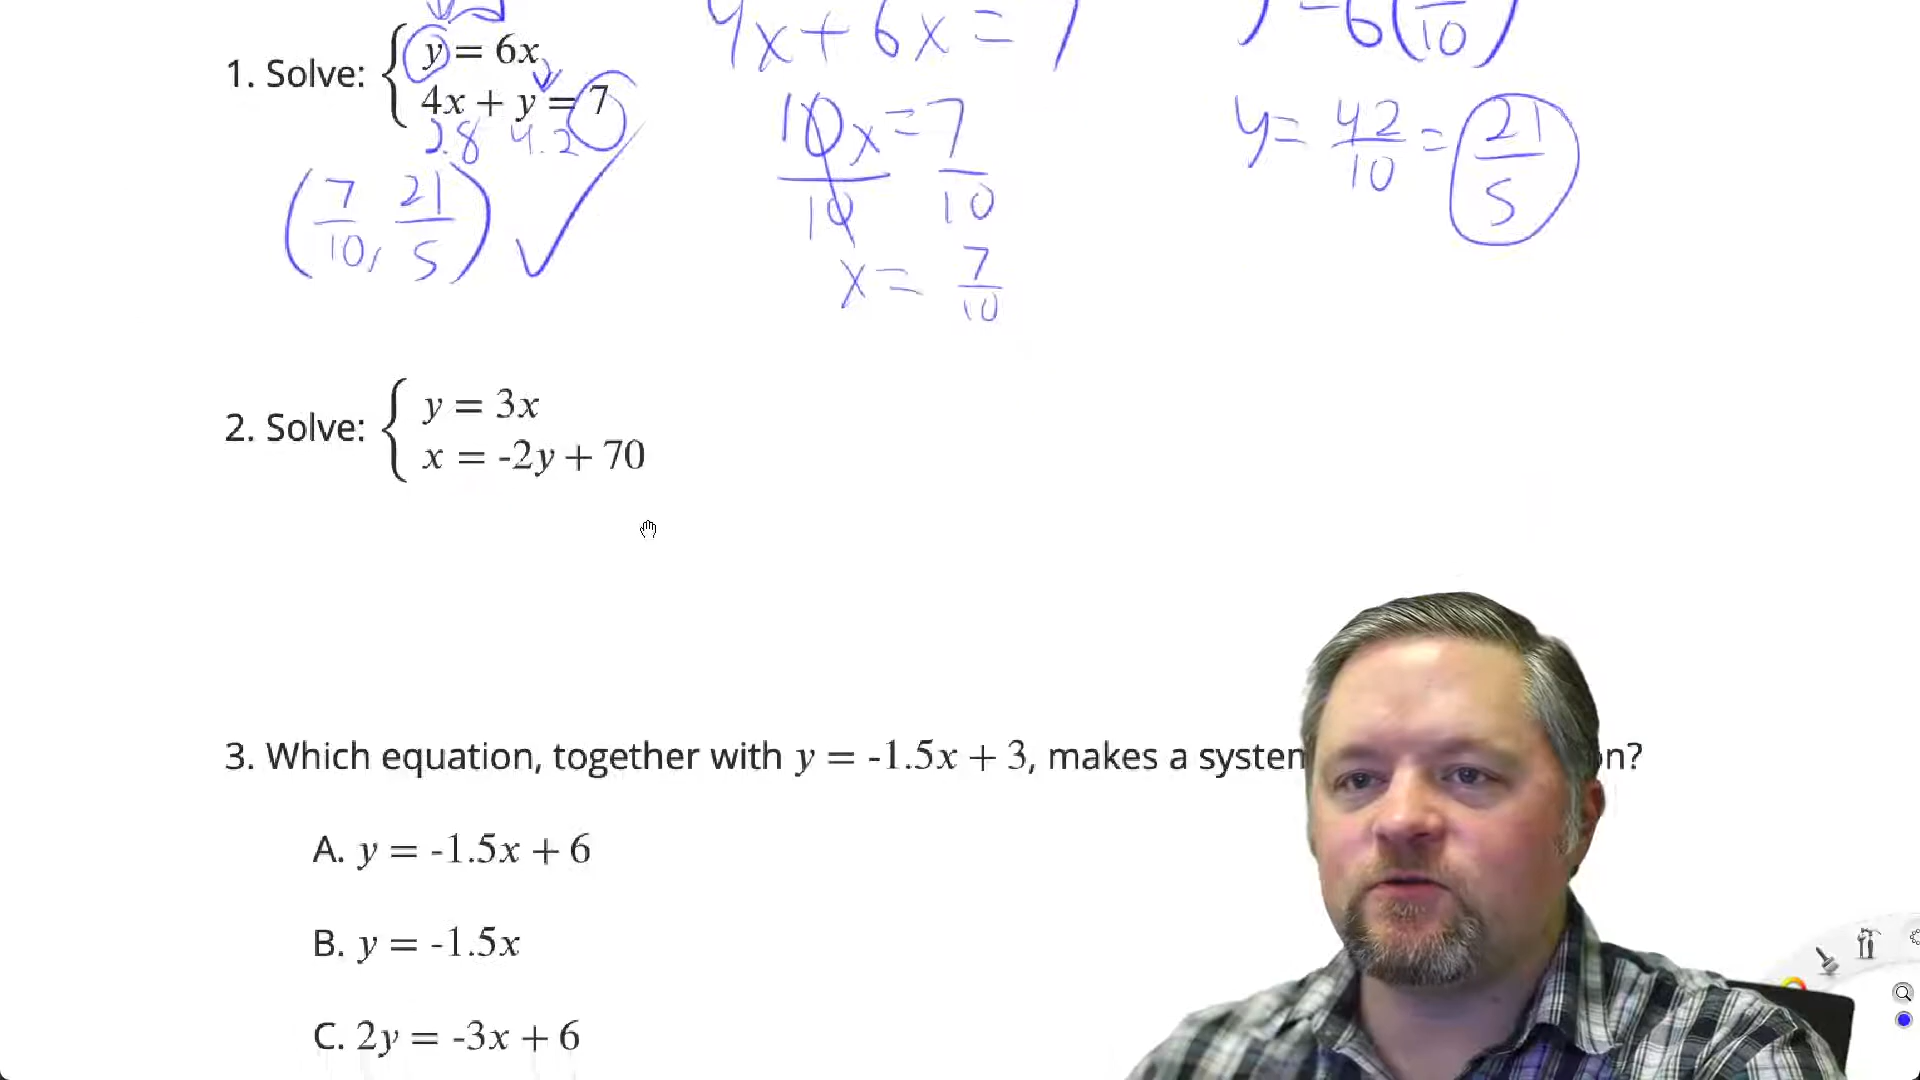 4x + 6x = 7
6( /10)
1. Solve: { y = 6x
4x + y = 7
2.8 4.2
(7/10, 21/5) ✓
10x/10 = 7/10
x = 7/10
y = 42/10 = 21/5
2. Solve: { y = 3x
x = -2y + 70
3. Which equation, together with y = -1.5x + 3, makes a system n?
A. y = -1.5x + 6
B. y = -1.5x
C. 2y = -3x + 6